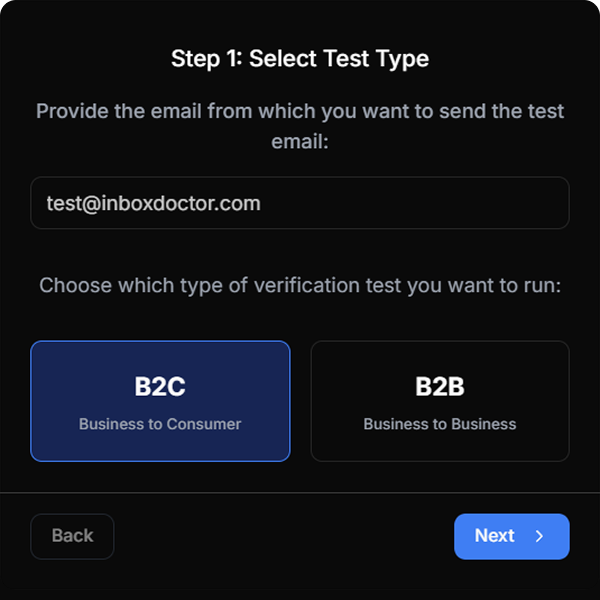 Step 1: Select Test Type
Provide the email from which you want to send the test
email:
test@inboxdoctor.com
Choose which type of verification test you want to run:
B2C
Business to Consumer
B2B
Business to Business
Back
Next